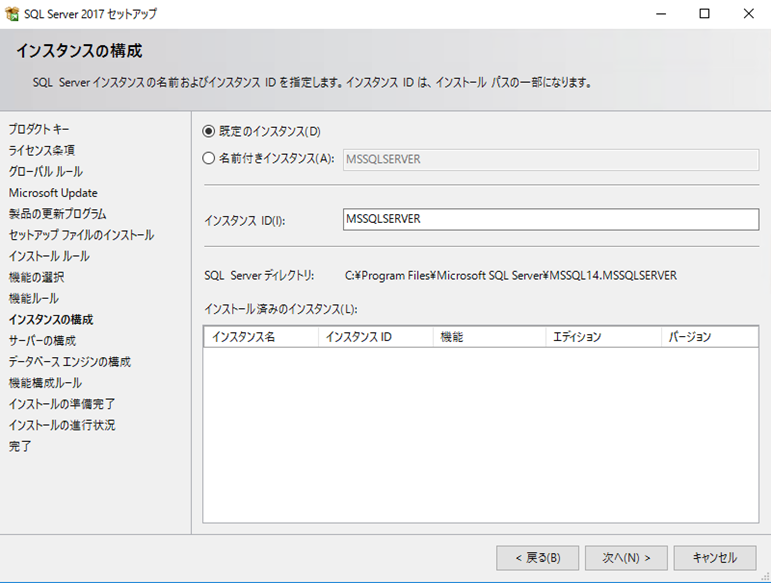 SQL Server 2017 セットアップ
インスタンスの構成
SQL Server インスタンスの名前およびインスタンス ID を指定します。インスタンス ID は、インストール パスの一部になります。
プロダクト キー
ライセンス条項
グローバル ルール
Microsoft Update
製品の更新プログラム
セットアップ ファイルのインストール
インストール ルール
機能の選択
機能ルール
インスタンスの構成
サーバーの構成
データベース エンジンの構成
機能構成ルール
インストールの準備完了
インストールの進行状況
完了
既定のインスタンス(D)
名前付きインスタンス(A): MSSQLSERVER
インスタンス ID(I): MSSQLSERVER
SQL Server ディレクトリ: C:¥Program Files¥Microsoft SQL Server¥MSSQL14.MSSQLSERVER
インストール済みのインスタンス(L):
インスタンス名 インスタンス ID 機能 エディション バージョン
< 戻る(B) 次へ(N) > キャンセル